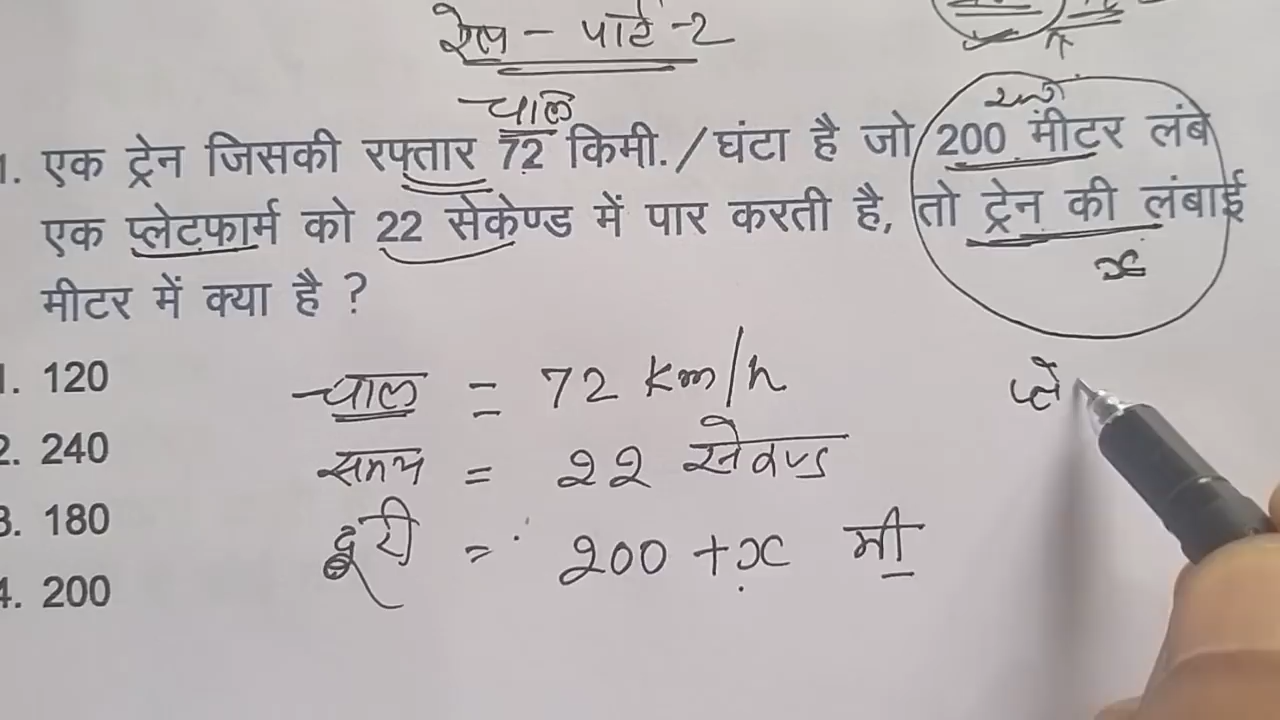 रेल - पार्ट -2
चाल
1. एक ट्रेन जिसकी रफ्तार 72 किमी./घंटा है जो 200 मीटर लंबे
एक प्लेटफार्म को 22 सेकेण्ड में पार करती है, तो ट्रेन की लंबाई
x
मीटर में क्या है ?
1. 120
2. 240
3. 180
4. 200
चाल = 72 km/h
समय = 22 सेकण्ड
दूरी = 200 + x मी
प्ले